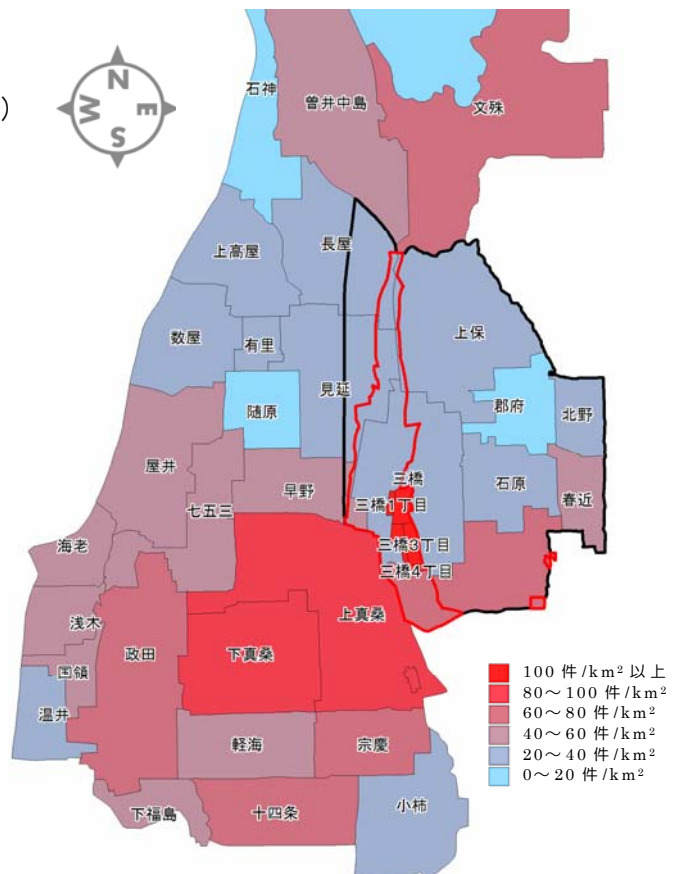 )
N
W
E
S
石神
曽井中島
文殊
長屋
上高屋
上保
数屋
有里
見延
随原
郡府
北野
屋井
三橋
石原
早野
春近
三橋1丁目
七五三
海老
三橋3丁目
三橋4丁目
上真桑
浅木
政田
下真桑
国領
温井
軽海
宗慶
下福島
十四条
小柿
100 件/km² 以上
80～100 件/km²
60～80 件/km²
40～60 件/km²
20～40 件/km²
0～20 件/km²